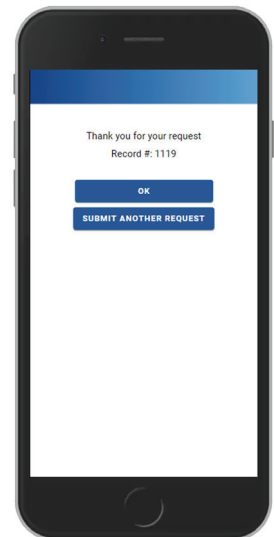 Thank you for your request
Record #: 1119
OK
SUBMIT ANOTHER REQUEST